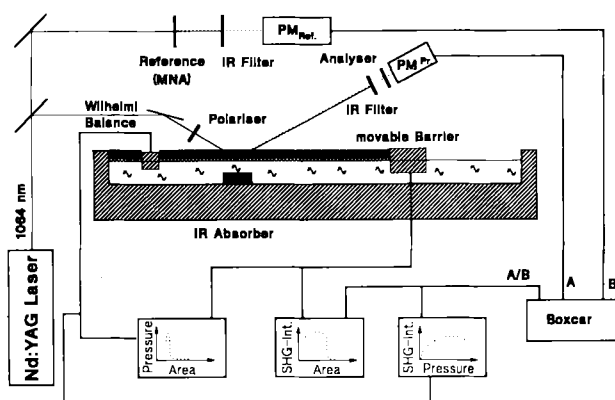 Reference
(MNA)
IR Filter
PM Ref.
Analyser
PM Pr
IR Filter
Wilhelmi
Balance
Polariser
movable Barrier
1064 nm
IR Absorber
Nd:YAG Laser
A/B
A
B
Boxcar
Pressure
Area
SHG-Int.
Area
SHG-Int.
Pressure